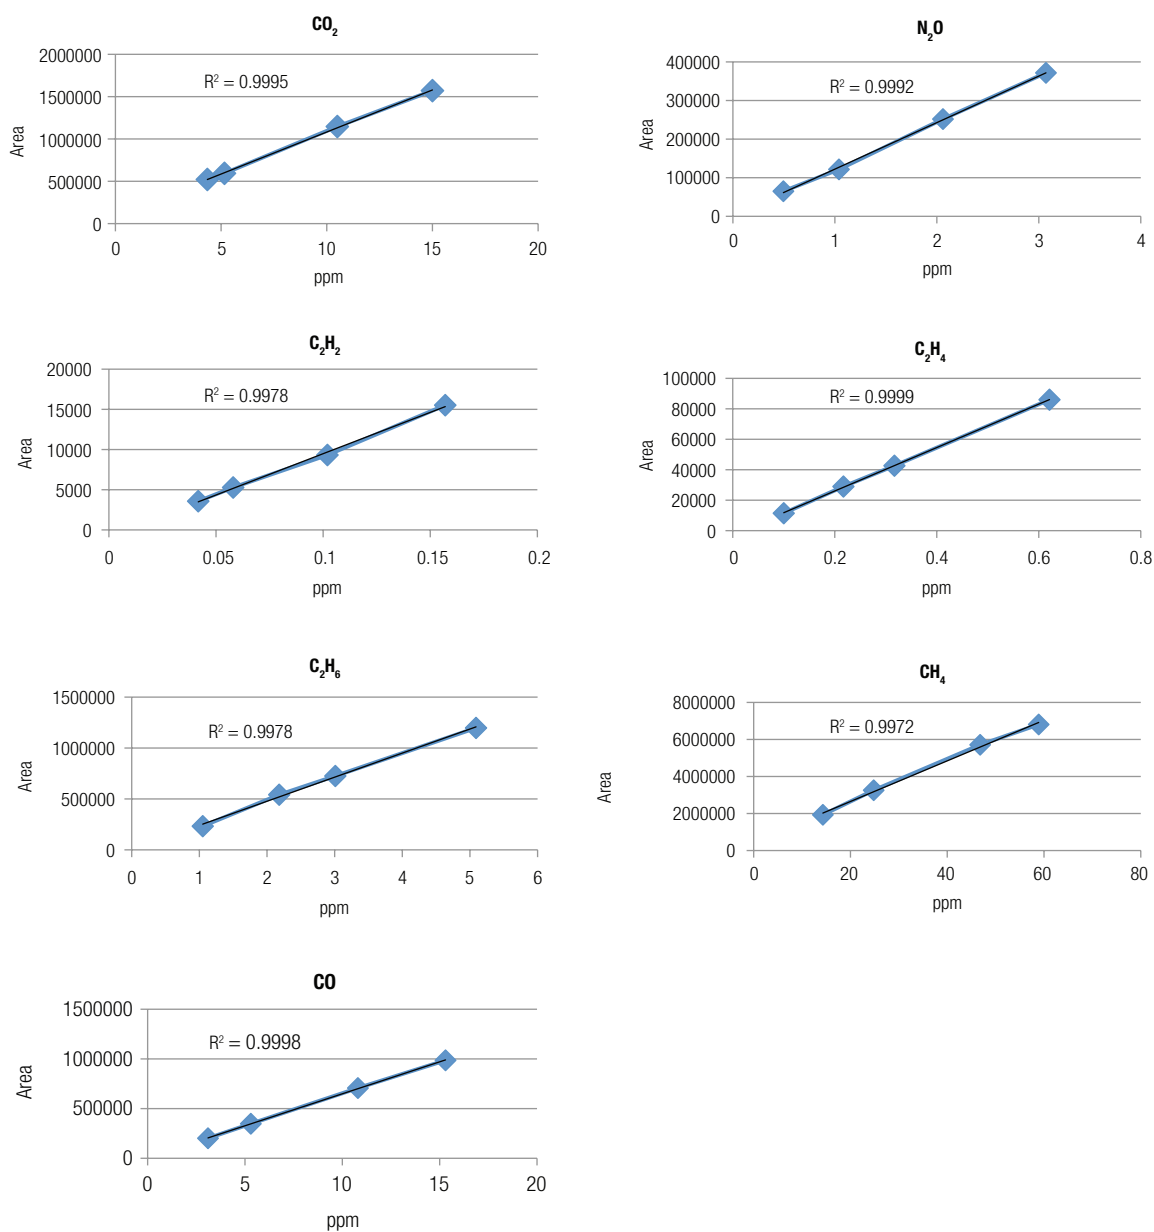 CO₂
2000000
1500000
1000000
500000
0
R² = 0.9995
Area
0 5 10 15 20
ppm
N₂O
400000
300000
200000
100000
0
R² = 0.9992
Area
0 1 2 3 4
ppm
C₂H₂
20000
15000
10000
5000
0
R² = 0.9978
Area
0 0.05 0.1 0.15 0.2
ppm
C₂H₄
100000
80000
60000
40000
20000
0
R² = 0.9999
Area
0 0.2 0.4 0.6 0.8
ppm
C₂H₆
1500000
1000000
500000
0
R² = 0.9978
Area
0 1 2 3 4 5 6
ppm
CH₄
8000000
6000000
4000000
2000000
0
R² = 0.9972
Area
0 20 40 60 80
ppm
CO
1500000
1000000
500000
0
R² = 0.9998
Area
0 5 10 15 20
ppm